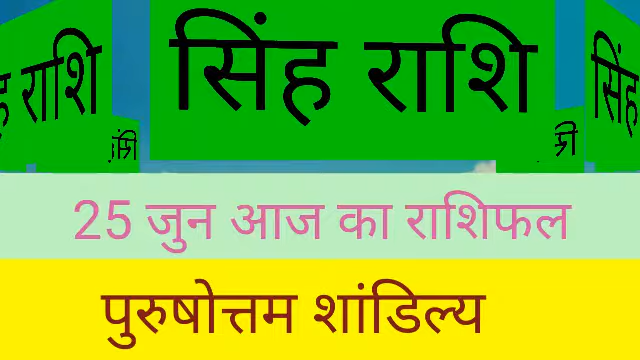 सिंह राशि
25 जुन आज का राशिफल
पुरुषोत्तम शांडिल्य